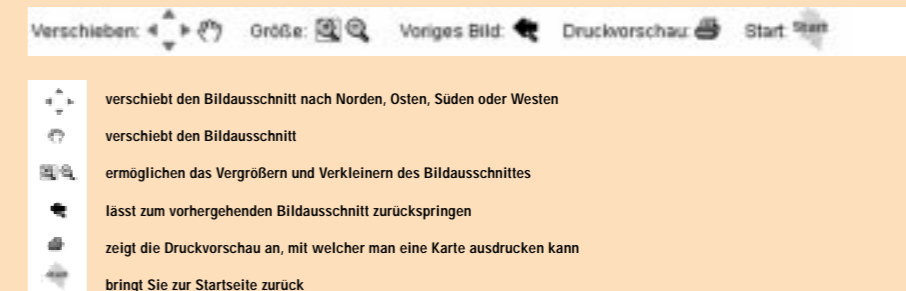 Verschieben: Größe: Voriges Bild: Druckvorschau: Start: Start
verschiebt den Bildausschnitt nach Norden, Osten, Süden oder Westen
verschiebt den Bildausschnitt
ermöglichen das Vergrößern und Verkleinern des Bildausschnittes
lässt zum vorhergehenden Bildausschnitt zurückspringen
zeigt die Druckvorschau an, mit welcher man eine Karte ausdrucken kann
bringt Sie zur Startseite zurück